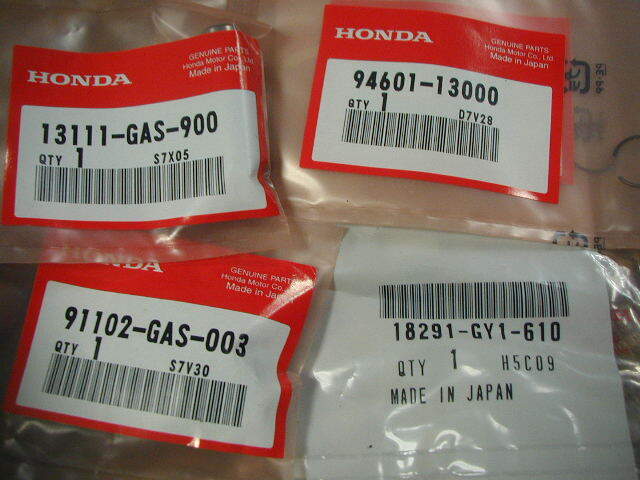 HONDA
GENUINE PARTS
Honda Motor Co., Ltd.
Made in Japan
13111-GAS-900
QTY 1 S7X05
HONDA
GENUINE PARTS
Honda Motor Co., Ltd.
Made in Japan
94601-13000
QTY 1 D7V28
HONDA
GENUINE PARTS
Honda Motor Co., Ltd.
Made in Japan
91102-GAS-003
QTY 1 S7V30
18291-GY1-610
QTY 1 H5C09
MADE IN JAPAN